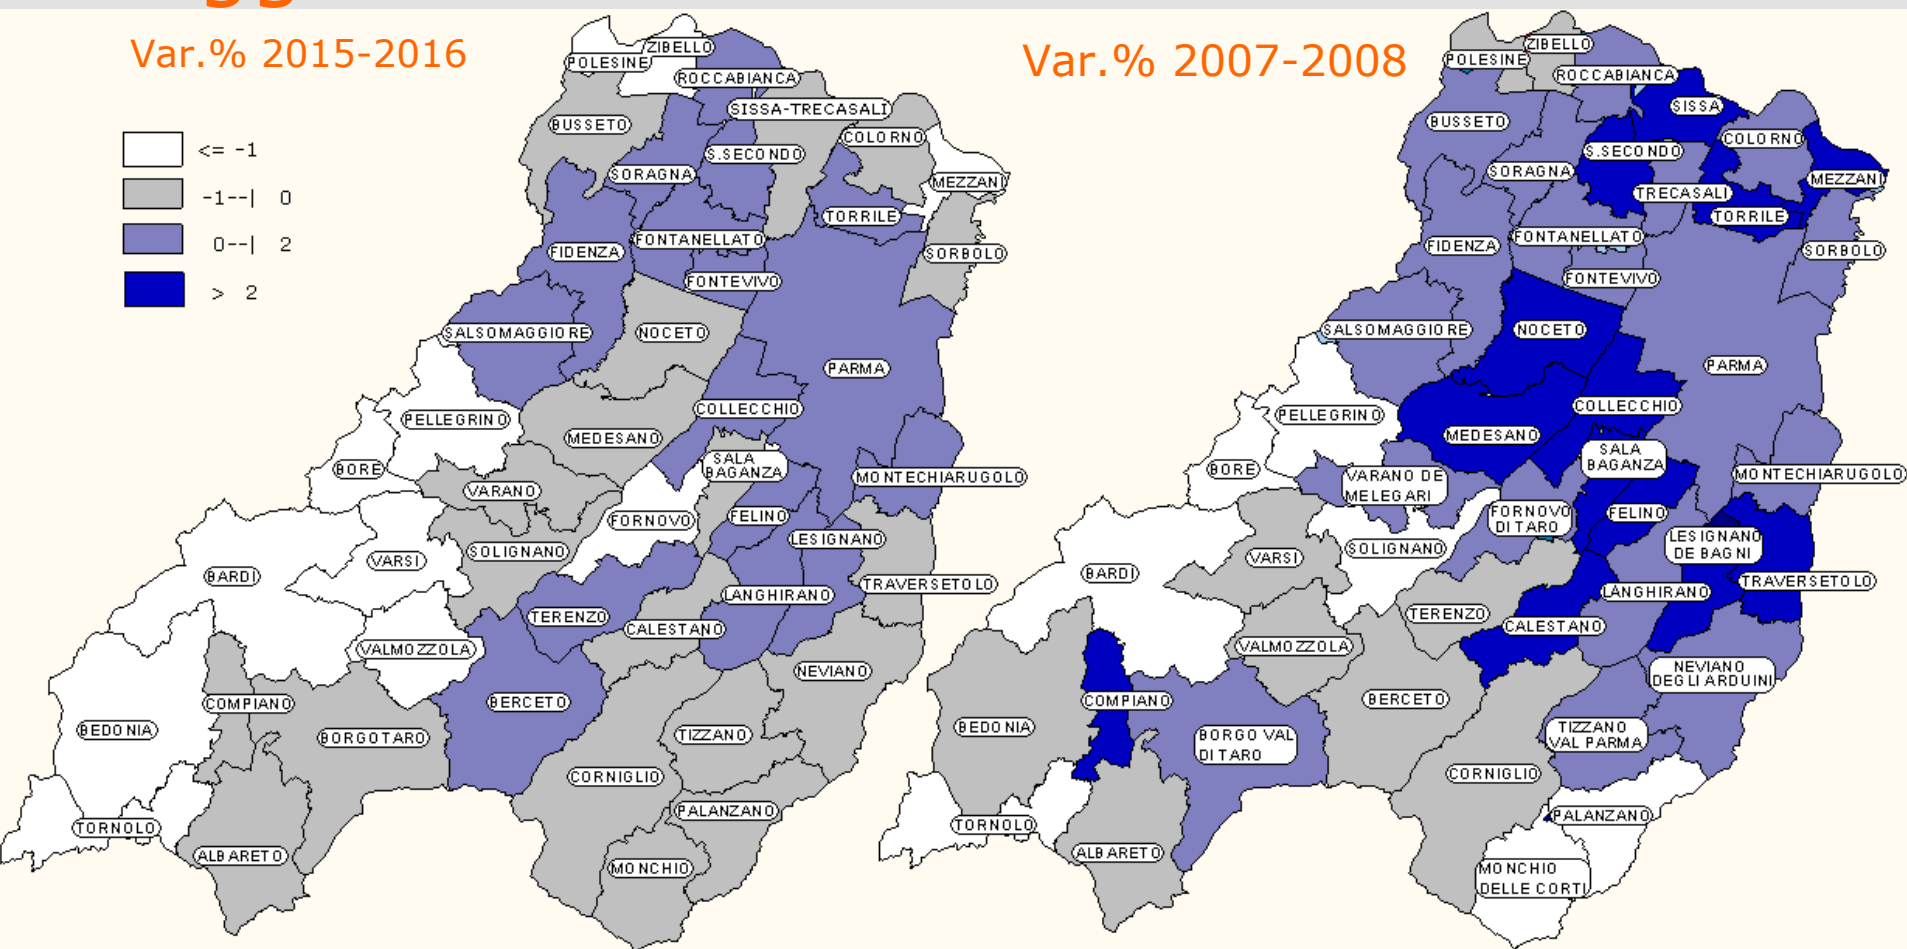 Var.% 2015-2016
<= -1
-1--| 0
0--| 2
> 2
ZIBELLO
POLESINE
ROCCABIANCA
SISSA-TRECASALI
BUSSETO
COLORNO
S.SECONDO
SORAGNA
MEZZANI
TORRILE
FONTANELLATO
FIDENZA
SORBOLO
FONTEVIVO
SALSOMAGGIORE
NOCETO
PARMA
COLLECCHIO
PELLEGRINO
MEDESANO
SALA
BAGANZA
BORE
MONTECHIARUGOLO
VARANO
FELINO
FORNOVO
LESIGNANO
SOLIGNANO
VARSI
BARDI
TRAVERSETOLO
LANGHIRANO
TERENZO
CALESTANO
VALMOZZOLA
NEVIANO
BERCETO
COMPIANO
BEDONIA
BORGOTARO
TIZZANO
CORNIGLIO
PALANZANO
TORNOLO
ALBARETO
MONCHIO
Var.% 2007-2008
ZIBELLO
POLESINE
ROCCABIANCA
SISSA
BUSSETO
COLORNO
S.SECONDO
SORAGNA
MEZZANI
TRECASALI
TORRILE
FONTANELLATO
FIDENZA
SORBOLO
FONTEVIVO
SALSOMAGGIORE
NOCETO
PARMA
COLLECCHIO
PELLEGRINO
MEDESANO
SALA
BAGANZA
BORE
MONTECHIARUGOLO
VARANO DE
MELEGARI
FELINO
FORNOVO
DI TARO
LESIGNANO
DE BAGNI
SOLIGNANO
VARSI
BARDI
TRAVERSETOLO
LANGHIRANO
TERENZO
CALESTANO
VALMOZZOLA
NEVIANO
DEGLI ARDUINI
BERCETO
COMPIANO
BEDONIA
BORGO VAL
DI TARO
TIZZANO
VAL PARMA
CORNIGLIO
PALANZANO
TORNOLO
ALBARETO
MONCHIO
DELLE CORTI